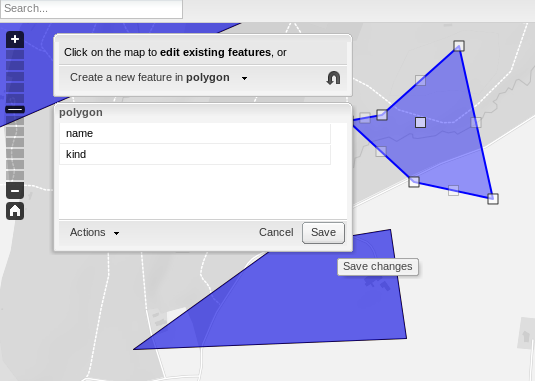 Search...
Click on the map to edit existing features, or
Create a new feature in polygon
polygon
name
kind
Actions
Cancel
Save
Save changes